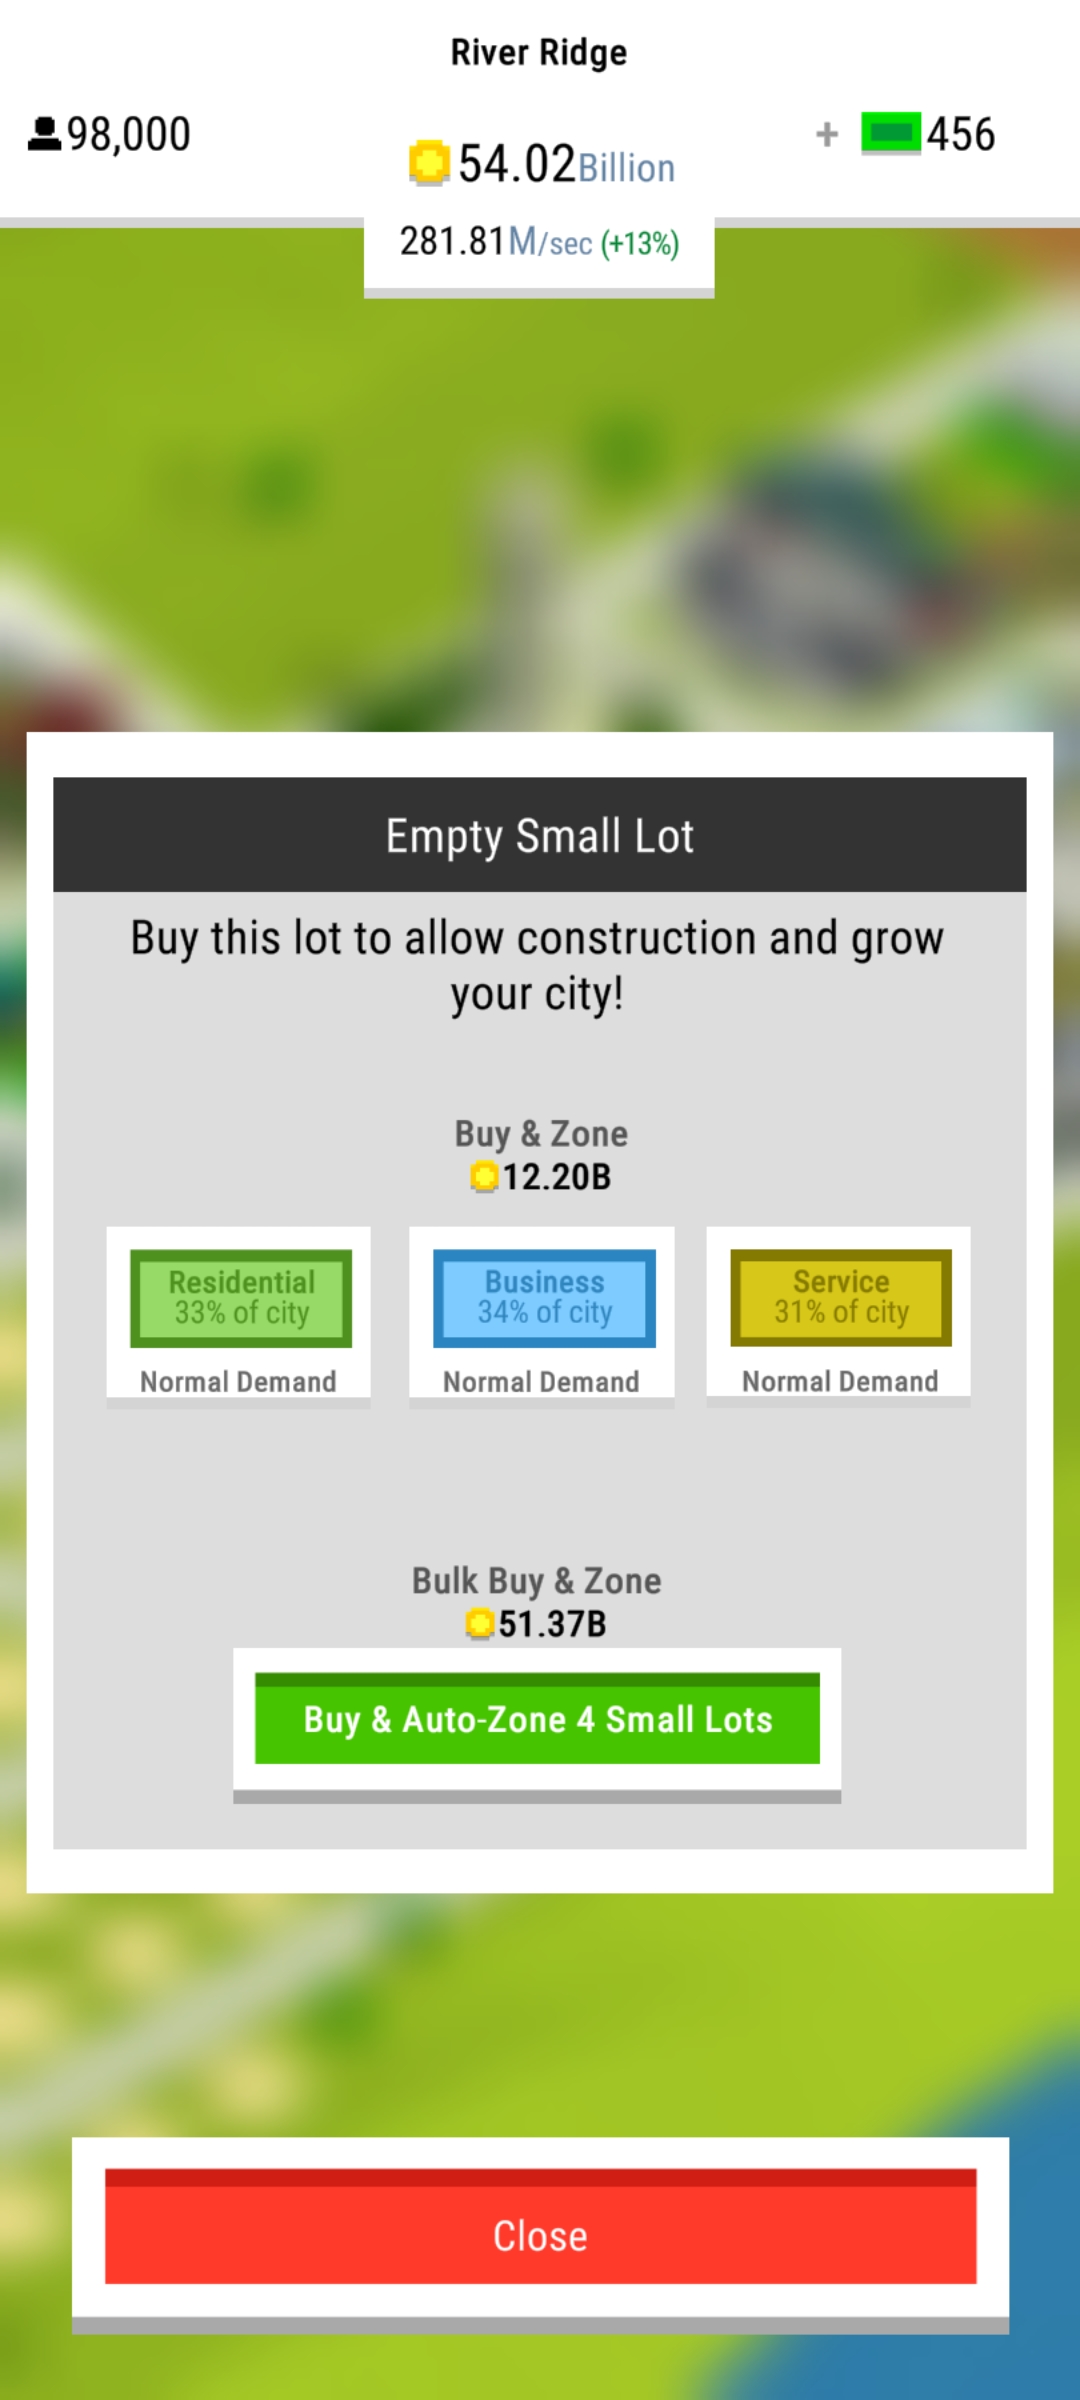 River Ridge
98,000
54.02Billion
+ 456
281.81M/sec (+13%)
Empty Small Lot
Buy this lot to allow construction and grow
your city!
Buy & Zone
12.20B
Residential
33% of city
Normal Demand
Business
34% of city
Normal Demand
Service
31% of city
Normal Demand
Bulk Buy & Zone
51.37B
Buy & Auto-Zone 4 Small Lots
Close